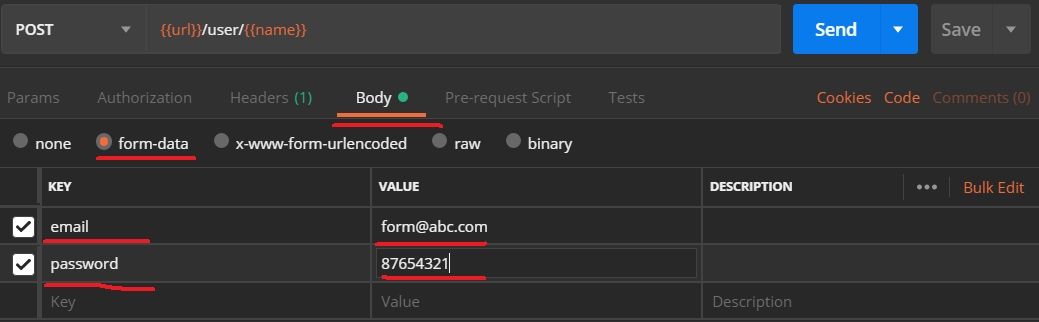 POST {{url}}/user/{{name}} Send Save
Params Authorization Headers (1) Body Pre-request Script Tests Cookies Code Comments (0)
none form-data x-www-form-urlencoded raw binary
KEY VALUE DESCRIPTION ••• Bulk Edit
email form@abc.com
password 87654321
Key Value Description